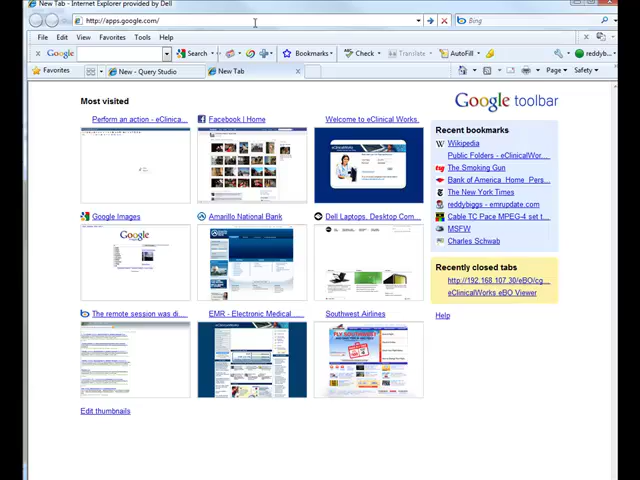 New Tab - Internet Explorer provided by Dell
http://apps.google.com/
Bing
File Edit View Favorites Tools Help
Google Search Bookmarks Check Translate AutoFill reddyb...
Favorites New - Query Studio New Tab Page Safety
Most visited
Google toolbar
Perform an action - eClinica...
Facebook | Home
Welcome to eClinical Works.
Google Images
Amarillo National Bank
Dell Laptops, Desktop Com...
The remote session was di...
EMR - Electronic Medical ...
Southwest Airlines
Edit thumbnails
Recent bookmarks
Wikipedia
Public Folders - eClinicalWor...
The Smoking Gun
Bank of America Home Pers...
The New York Times
reddybiggs - emrupdate.com
Cable TC Pace MPEG-4 set t...
MSFW
Charles Schwab
Recently closed tabs
http://192.168.107.30/eBO/cg...
eClinicalWorks eBO Viewer
Help